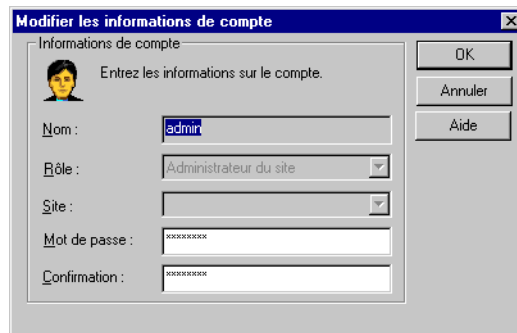 Modifier les informations de compte
Informations de compte
OK
Entrez les informations sur le compte.
Annuler
Nom :
admin
Aide
Rôle :
Administrateur du site
Site :
Mot de passe :
********
Confirmation :
********